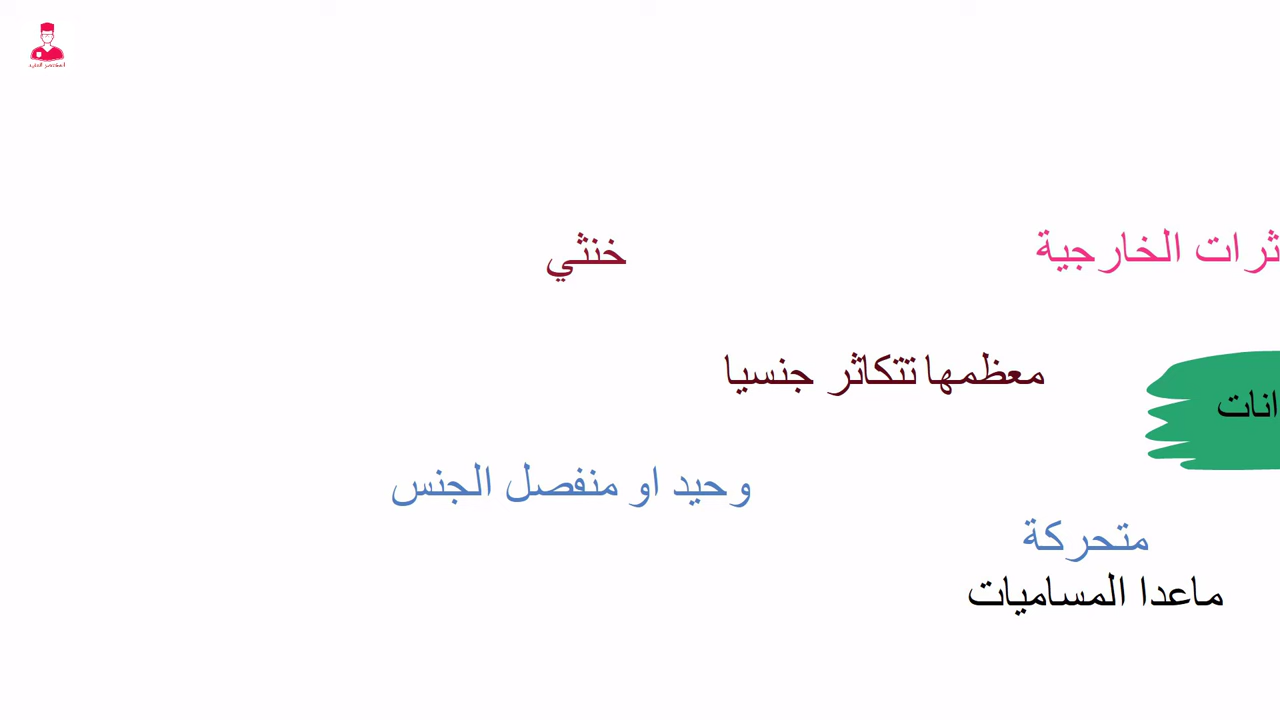 ثرات الخارجية
خنثي
معظمها تتكاثر جنسيا
انات
وحيد او منفصل الجنس
متحركة
ماعدا المساميات